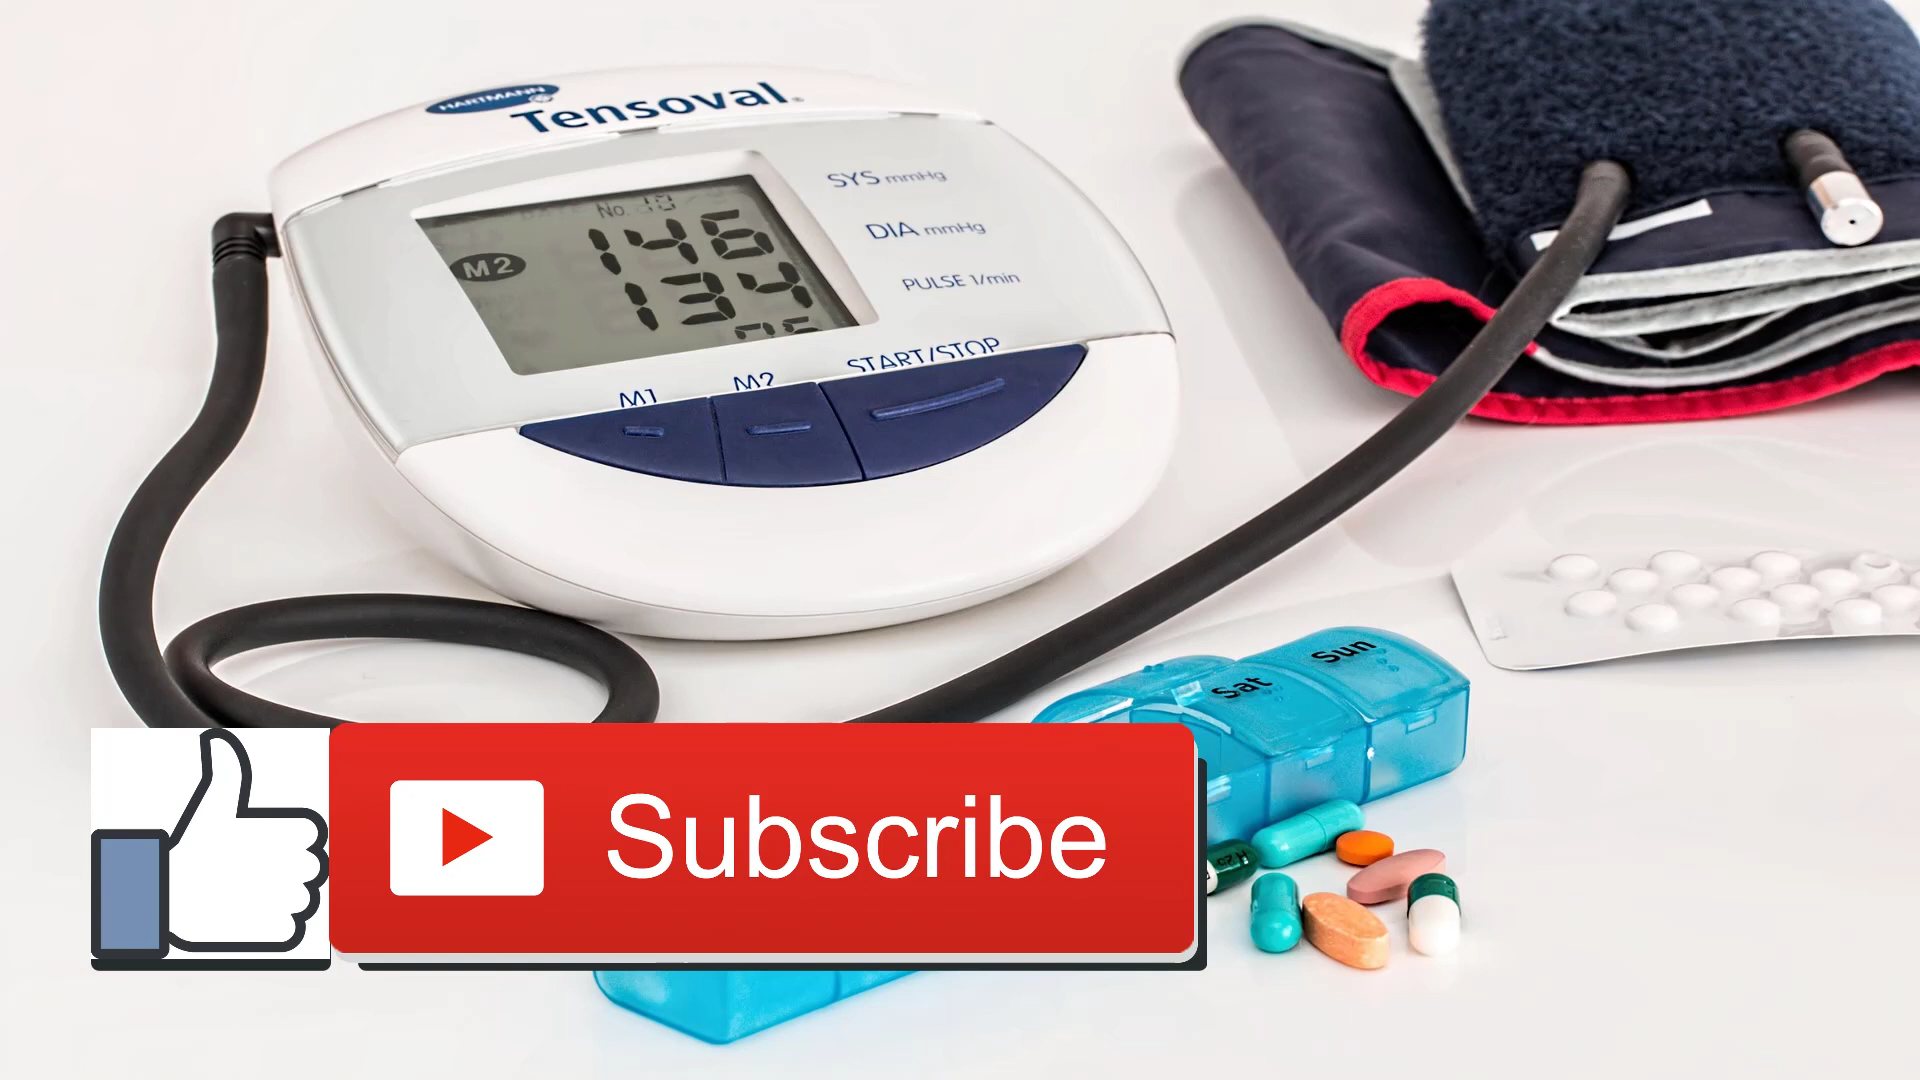 HARTMANN
Tensoval®
No. 10
M2
146
134
SYS mmHg
DIA mmHg
PULSE 1/min
M1
M2
START/STOP
Sat
Sun
Subscribe